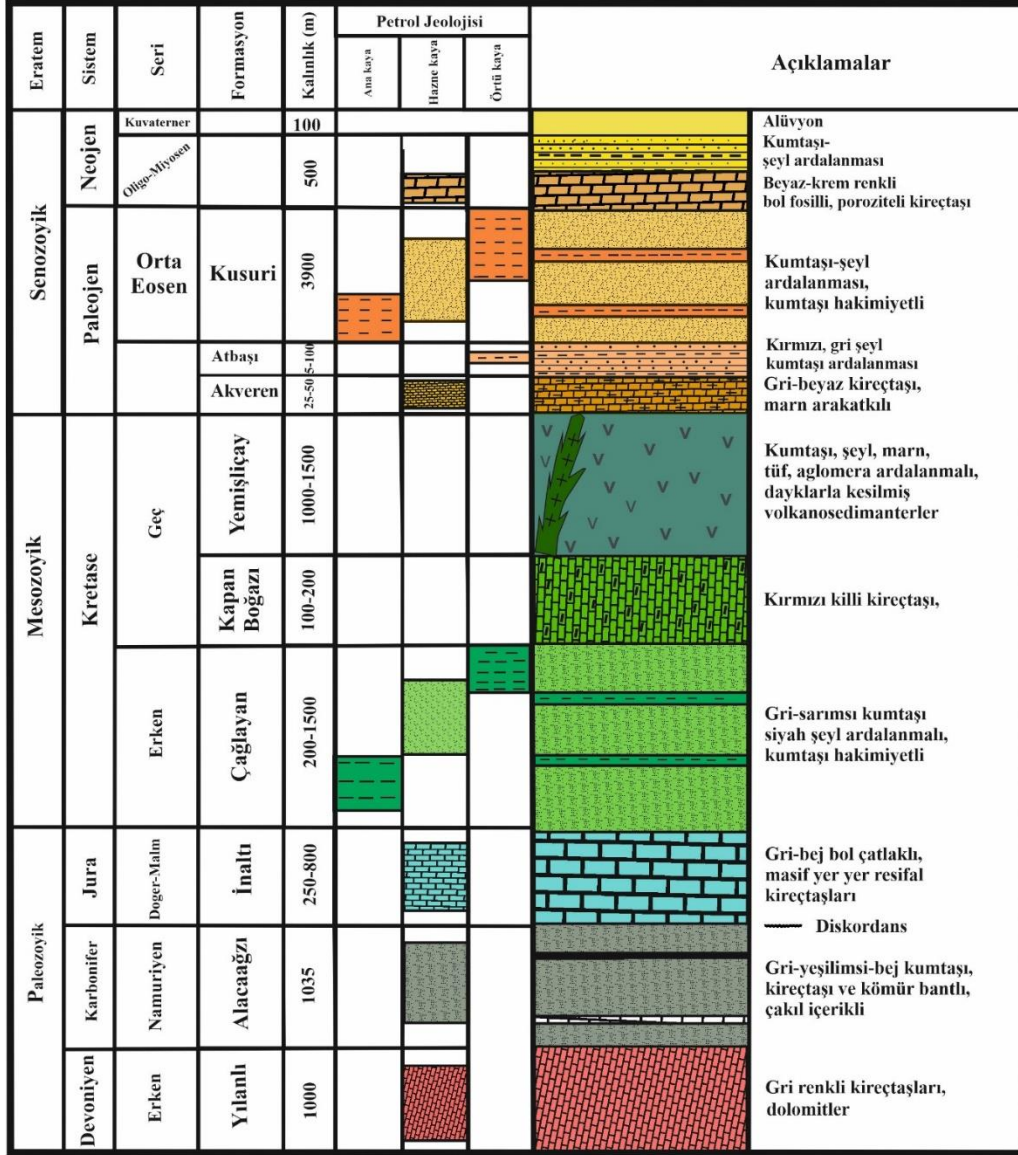 Eratem
Sistem
Seri
Formasyon
Kalınlık (m)
Petrol Jeolojisi
Ana kaya
Hazne kaya
Örtü kaya
Açıklamalar
Senozoyik
Neojen
Kuvaterner
100
Alüvyon
Oligo-Miyosen
500
Kumtaşı-
şeyl ardalanması
Beyaz-krem renkli
bol fosilli, poroziteli kireçtaşı
Paleojen
Orta
Eosen
Kusuri
3900
Kumtaşı-şeyl
ardalanması,
kumtaşı hakimiyetli
Atbaşı
5-100
Kırmızı, gri şeyl
kumtaşı ardalanması
Akveren
25-50
Gri-beyaz kireçtaşı,
marn arakatkılı
Mesozoyik
Kretase
Geç
Yemişliçay
1000-1500
Kumtaşı, şeyl, marn,
tüf, aglomera ardalanmalı,
dayklarla kesilmiş
volkanosedimanterler
Kapan
Boğazı
100-200
Kırmızı killi kireçtaşı,
Erken
Çağlayan
200-1500
Gri-sarımsı kumtaşı
siyah şeyl ardalanmalı,
kumtaşı hakimiyetli
Paleozoyik
Jura
Doger-Malm
İnaltı
250-800
Gri-bej bol çatlaklı,
masif yer yer resifal
kireçtaşları
Diskordans
Karbonifer
Namuriyen
Alacaağzı
1035
Gri-yeşilimsi-bej kumtaşı,
kireçtaşı ve kömür bantlı,
çakıl içerikli
Devoniyen
Erken
Yılanlı
1000
Gri renkli kireçtaşları,
dolomitler